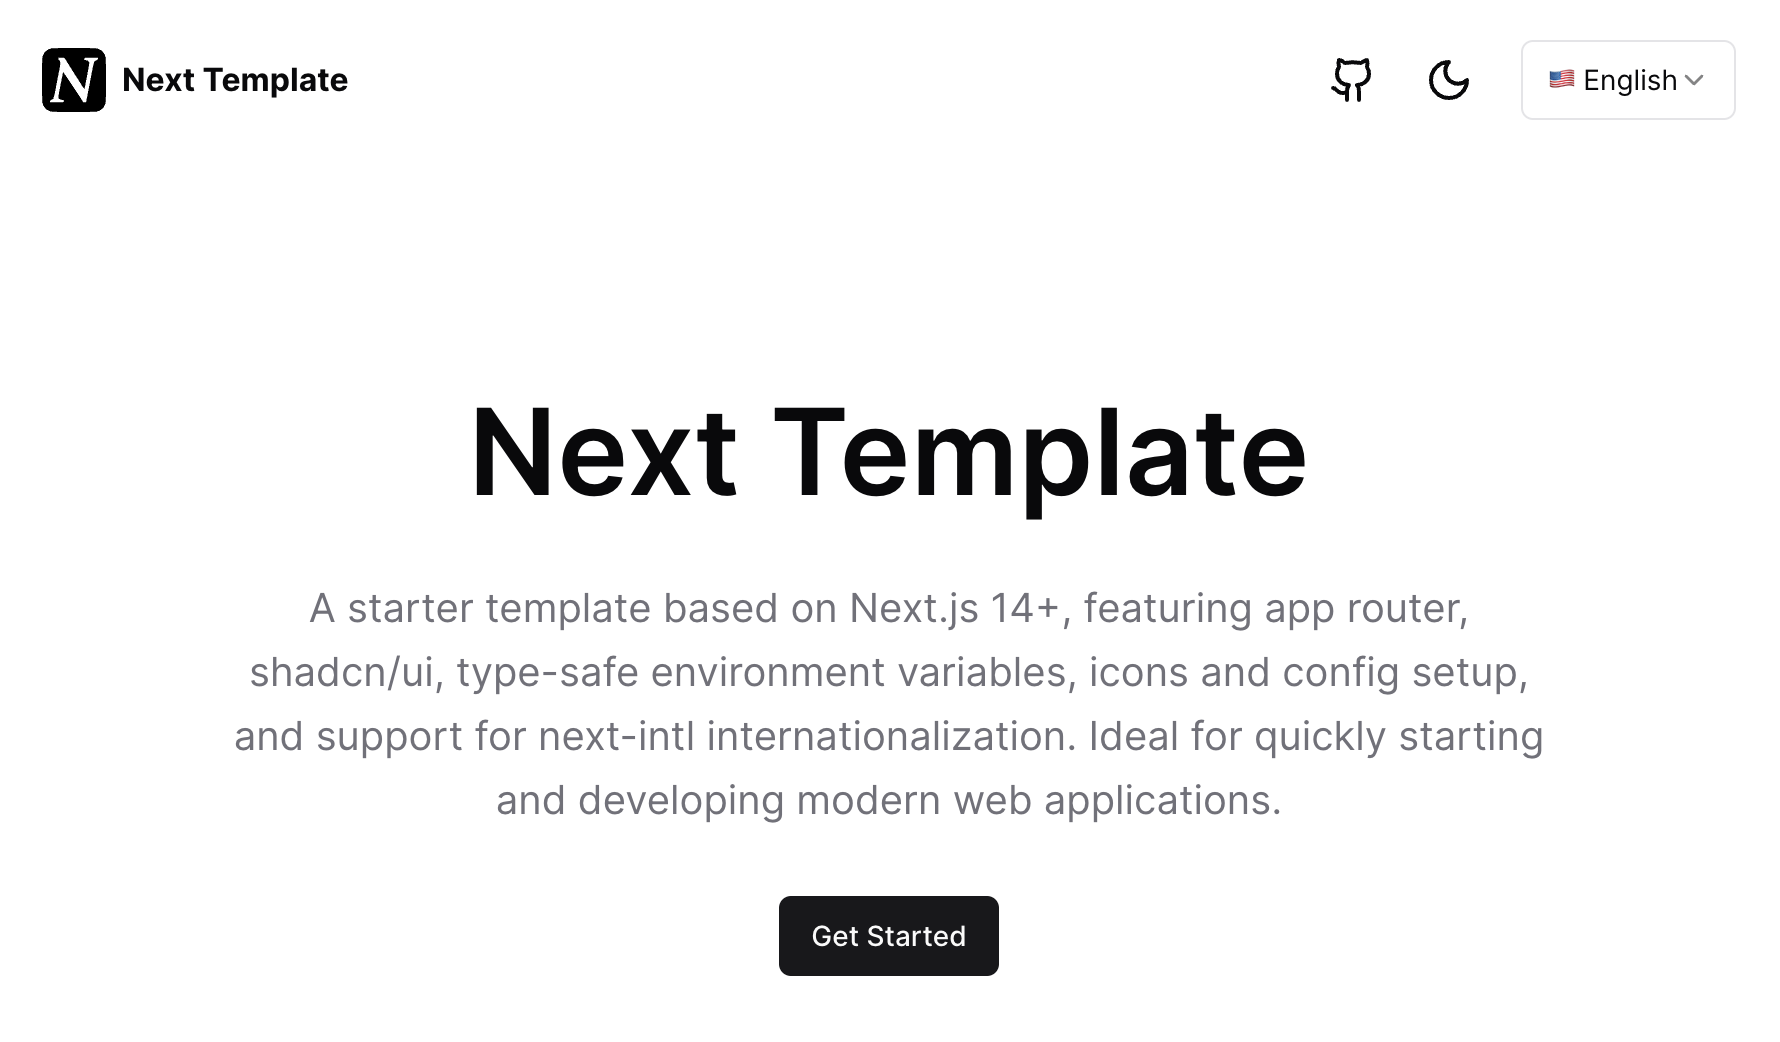 N Next Template
English
Next Template
A starter template based on Next.js 14+, featuring app router,
shadcn/ui, type-safe environment variables, icons and config setup,
and support for next-intl internationalization. Ideal for quickly starting
and developing modern web applications.
Get Started